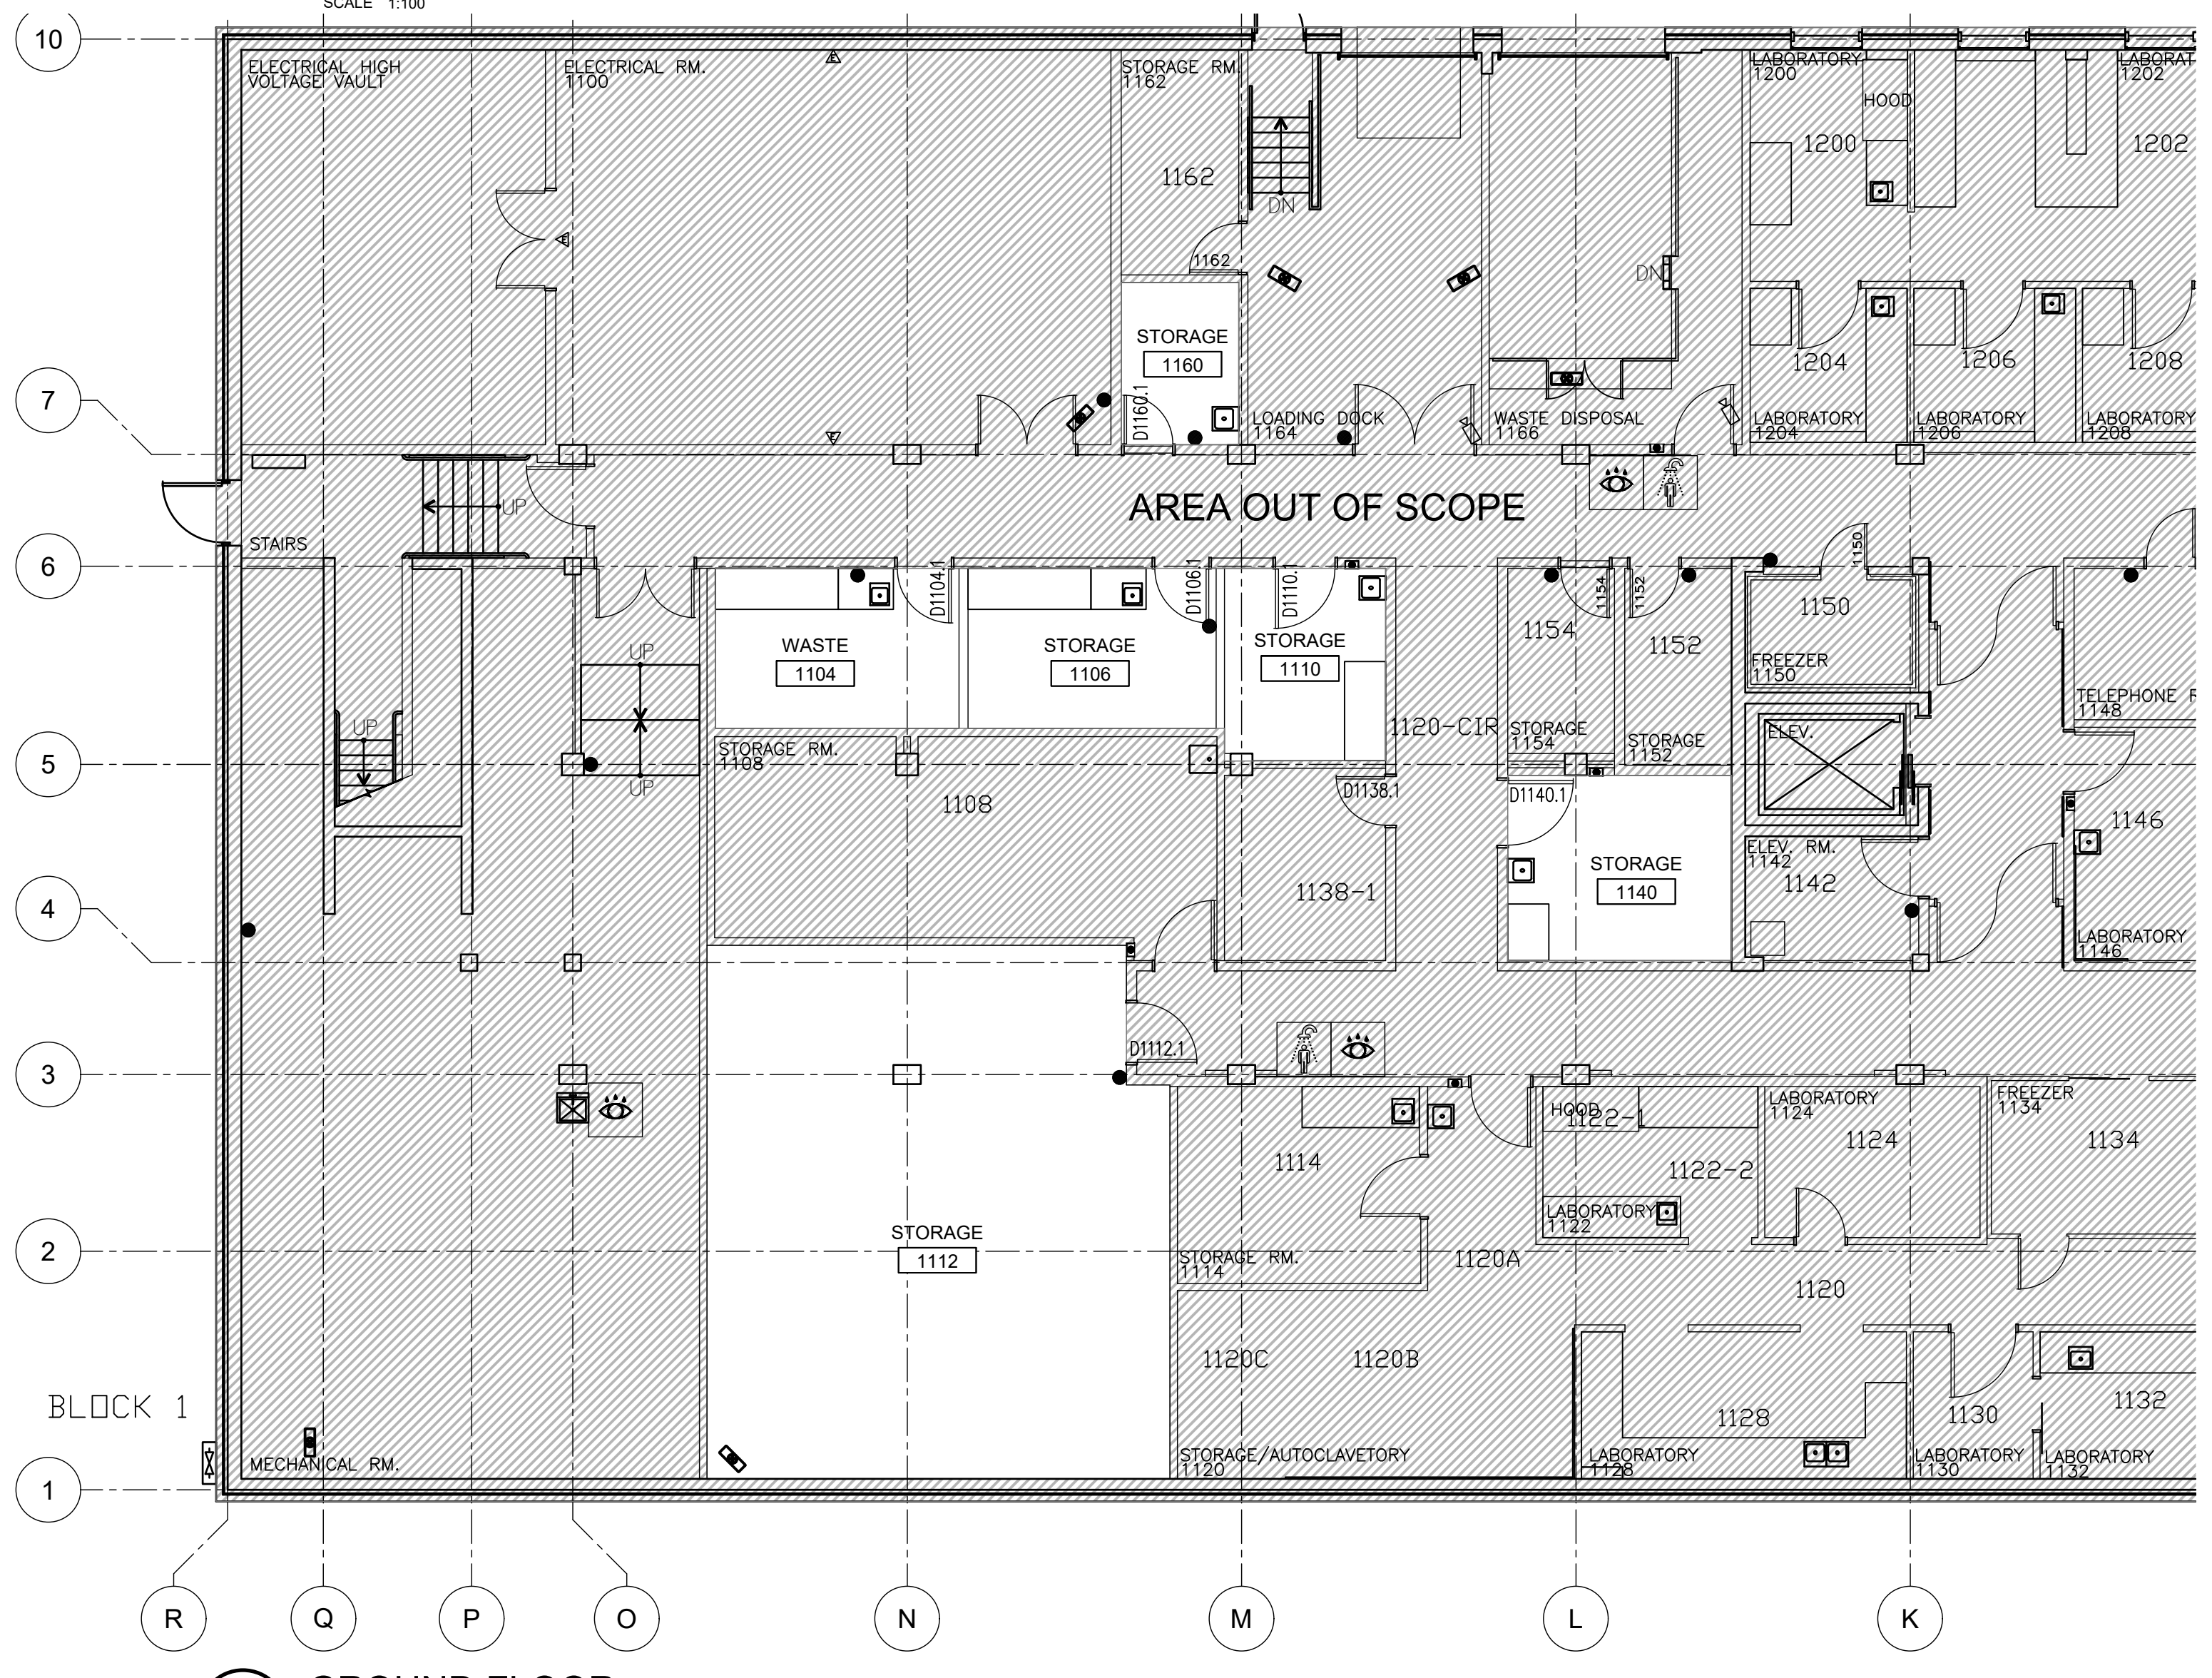 SCALE 1:100
10
ELECTRICAL HIGH
VOLTAGE VAULT
ELECTRICAL RM.
1100
STORAGE RM.
1162
1162
1162
DN
DN
LABORATORY
1200
HOOD
1200
LABORAT
1202
1202
STORAGE
1160
D1160.1
LOADING DOCK
1164
WASTE DISPOSAL
1166
1204
LABORATORY
1204
1206
LABORATORY
1206
1208
LABORATORY
1208
7
UP
STAIRS
AREA OUT OF SCOPE
6
D1104.1
WASTE
1104
D1106.1
STORAGE
1106
D1110.1
STORAGE
1110
1120-CIR
1154
1154
STORAGE
1154
1152
1152
STORAGE
1152
1150
1150
FREEZER
1150
TELEPHONE R
1148
UP
UP
UP
5
STORAGE RM.
1108
1108
D1138.1
1138-1
D1140.1
STORAGE
1140
ELEV.
ELEV. RM.
1142
1142
1146
LABORATORY
1146
4
3
D1112.1
STORAGE
1112
1114
STORAGE RM.
1114
HOOD
1122-1
1122-2
LABORATORY
1122
LABORATORY
1124
1124
FREEZER
1134
1134
2
1120A
1120
1120C
1120B
STORAGE/AUTOCLAVETORY
1120
1128
LABORATORY
1128
1130
LABORATORY
1130
1132
LABORATORY
1132
BLOCK 1
MECHANICAL RM.
1
R
Q
P
O
N
M
L
K
GROUND FLOOR